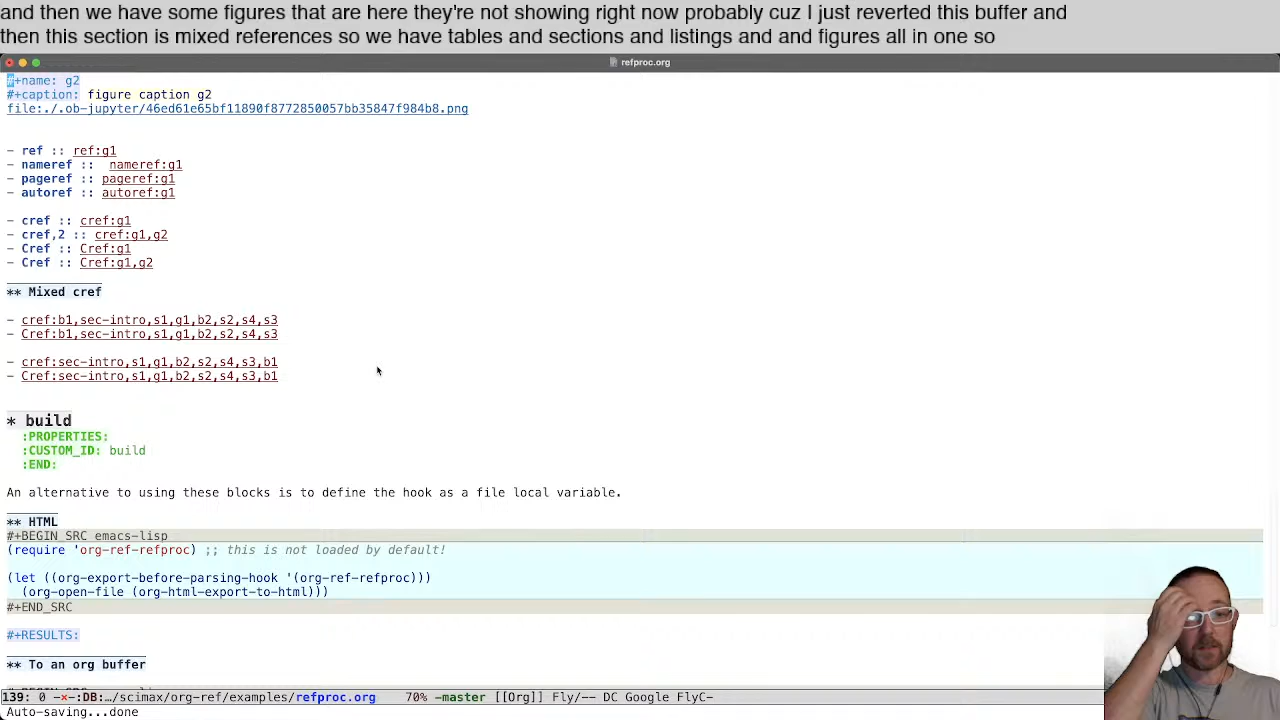 and then we have some figures that are here they're not showing right now probably cuz I just reverted this buffer and
then this section is mixed references so we have tables and sections and listings and and figures all in one so
refproc.org
#+name: g2
#+caption: figure caption g2
file:./.ob-jupyter/46ed61e65bf11890f8772850057bb35847f984b8.png
- ref :: ref:g1
- nameref ::  nameref:g1
- pageref :: pageref:g1
- autoref :: autoref:g1
- cref :: cref:g1
- cref,2 :: cref:g1,g2
- Cref :: Cref:g1
- Cref :: Cref:g1,g2
** Mixed cref
- cref:b1,sec-intro,s1,g1,b2,s2,s4,s3
- Cref:b1,sec-intro,s1,g1,b2,s2,s4,s3
- cref:sec-intro,s1,g1,b2,s2,s4,s3,b1
- Cref:sec-intro,s1,g1,b2,s2,s4,s3,b1
* build
:PROPERTIES:
:CUSTOM_ID: build
:END:
An alternative to using these blocks is to define the hook as a file local variable.
** HTML
#+BEGIN_SRC emacs-lisp
(require 'org-ref-refproc) ;; this is not loaded by default!
(let ((org-export-before-parsing-hook '(org-ref-refproc)))
(org-open-file (org-html-export-to-html)))
#+END_SRC
#+RESULTS:
** To an org buffer
139: 0 -×-:DB:…/scimax/org-ref/examples/refproc.org 70% -master [[Org]] Fly/-- DC Google FlyC-
Auto-saving...done